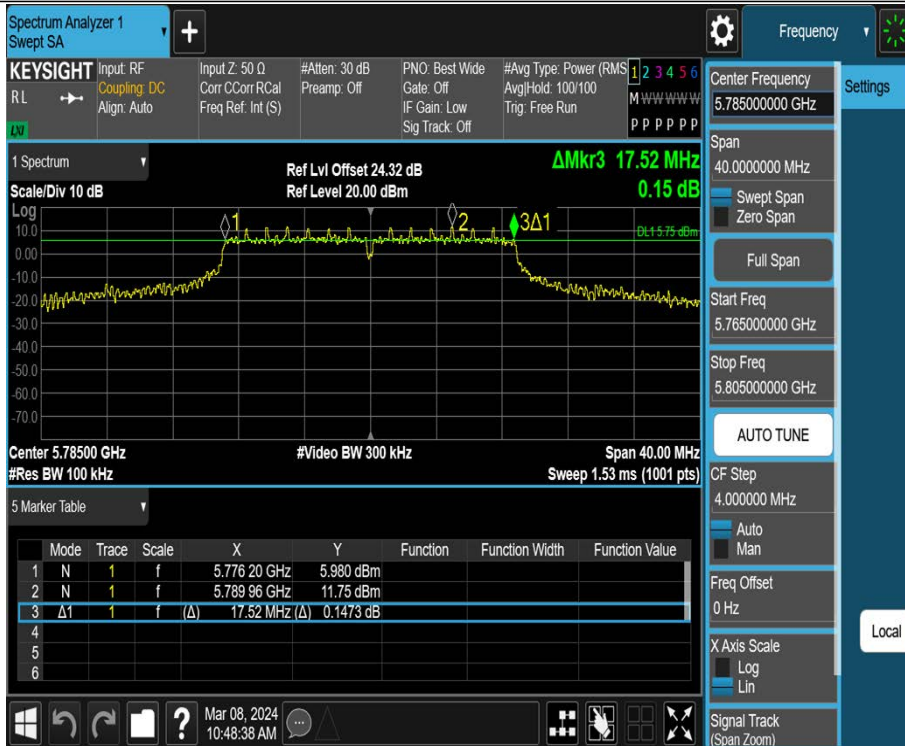 Spectrum Analyzer 1
Swept SA
+
Frequency
KEYSIGHT
RL
LXI
Input: RF
Coupling: DC
Align: Auto
Input Z: 50 Ω
Corr CCorr RCal
Freq Ref: Int (S)
#Atten: 30 dB
Preamp: Off
PNO: Best Wide
Gate: Off
IF Gain: Low
Sig Track: Off
#Avg Type: Power (RMS
Avg|Hold: 100/100
Trig: Free Run
1 2 3 4 5 6
M W W W W W
P P P P P P
1 Spectrum
Scale/Div 10 dB
Ref Lvl Offset 24.32 dB
Ref Level 20.00 dBm
ΔMkr3 17.52 MHz
0.15 dB
Log
10.0
0.00
-10.0
-20.0
-30.0
-40.0
-50.0
-60.0
-70.0
1
2
3Δ1
DL1 5.75 dBm
Center 5.78500 GHz
#Video BW 300 kHz
Span 40.00 MHz
#Res BW 100 kHz
Sweep 1.53 ms (1001 pts)
5 Marker Table
Mode Trace Scale X Y Function Function Width Function Value
1 N 1 f 5.776 20 GHz 5.980 dBm
2 N 1 f 5.789 96 GHz 11.75 dBm
3 Δ1 1 f (Δ) 17.52 MHz (Δ) 0.1473 dB
4
5
6
?
Mar 08, 2024
10:48:38 AM
Center Frequency
5.785000000 GHz
Span
40.0000000 MHz
Swept Span
Zero Span
Full Span
Start Freq
5.765000000 GHz
Stop Freq
5.805000000 GHz
AUTO TUNE
CF Step
4.000000 MHz
Auto
Man
Freq Offset
0 Hz
X Axis Scale
Log
Lin
Signal Track
(Span Zoom)
Settings
Local